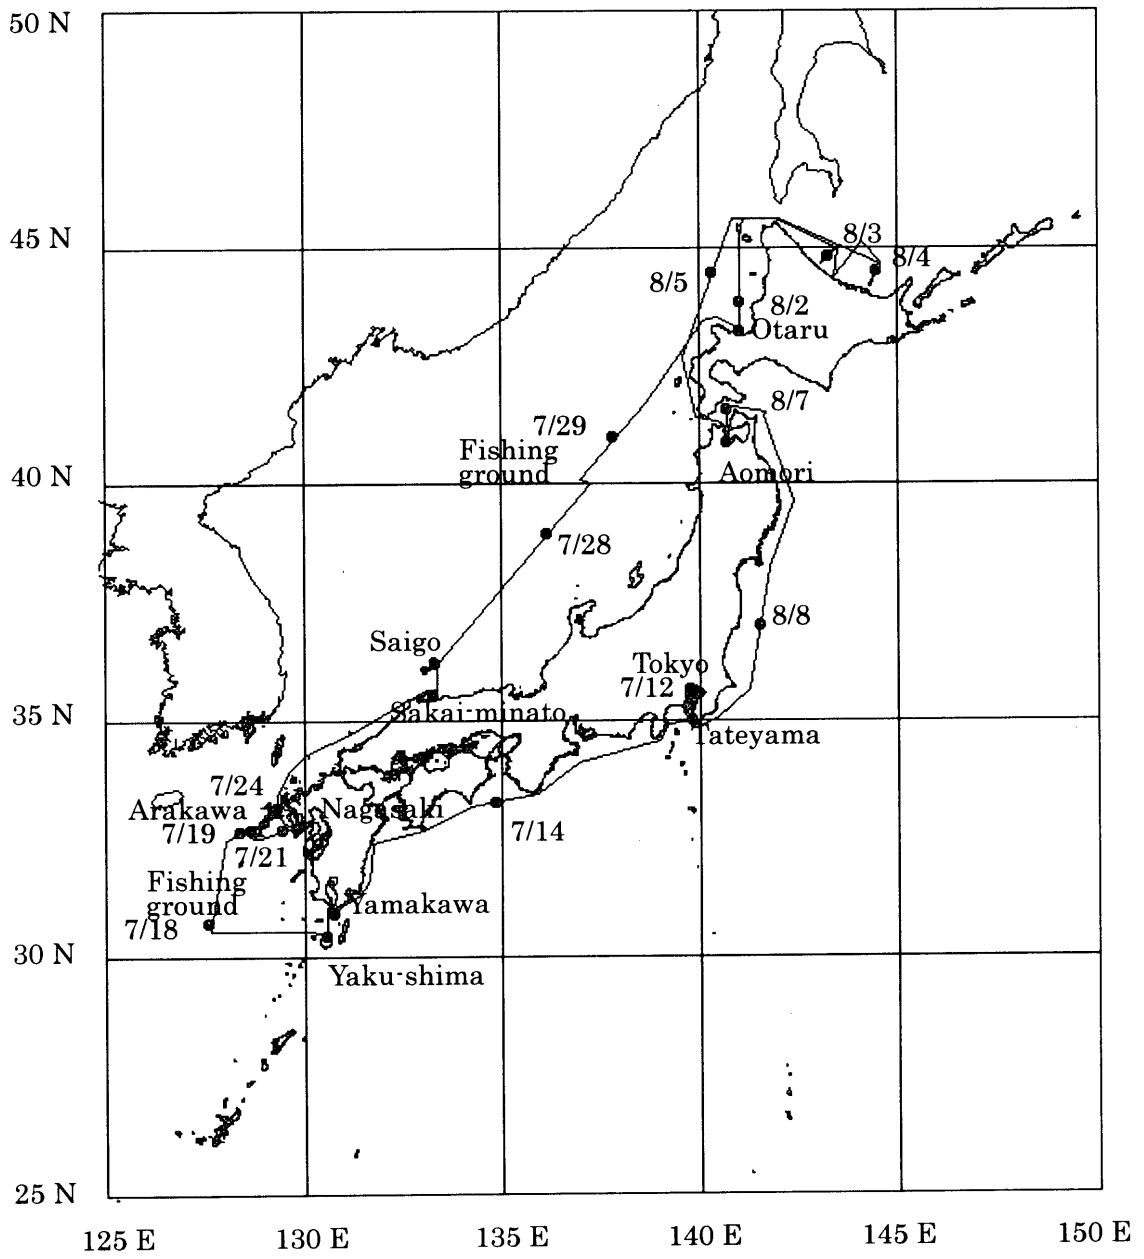 50 N
8/3
45 N
8/4
8/5
8/2
Otaru
8/7
7/29
Fishing
ground
40 N
Aomori
7/28
8/8
Saigo
Tokyo
7/12
35 N
Sakai-minato
Tateyama
7/24
Arakawa
Nagasaki
7/19
7/14
7/21
Fishing
ground
Yamakawa
7/18
30 N
Yaku-shima
25 N
125 E
130 E
135 E
140 E
145 E
150 E